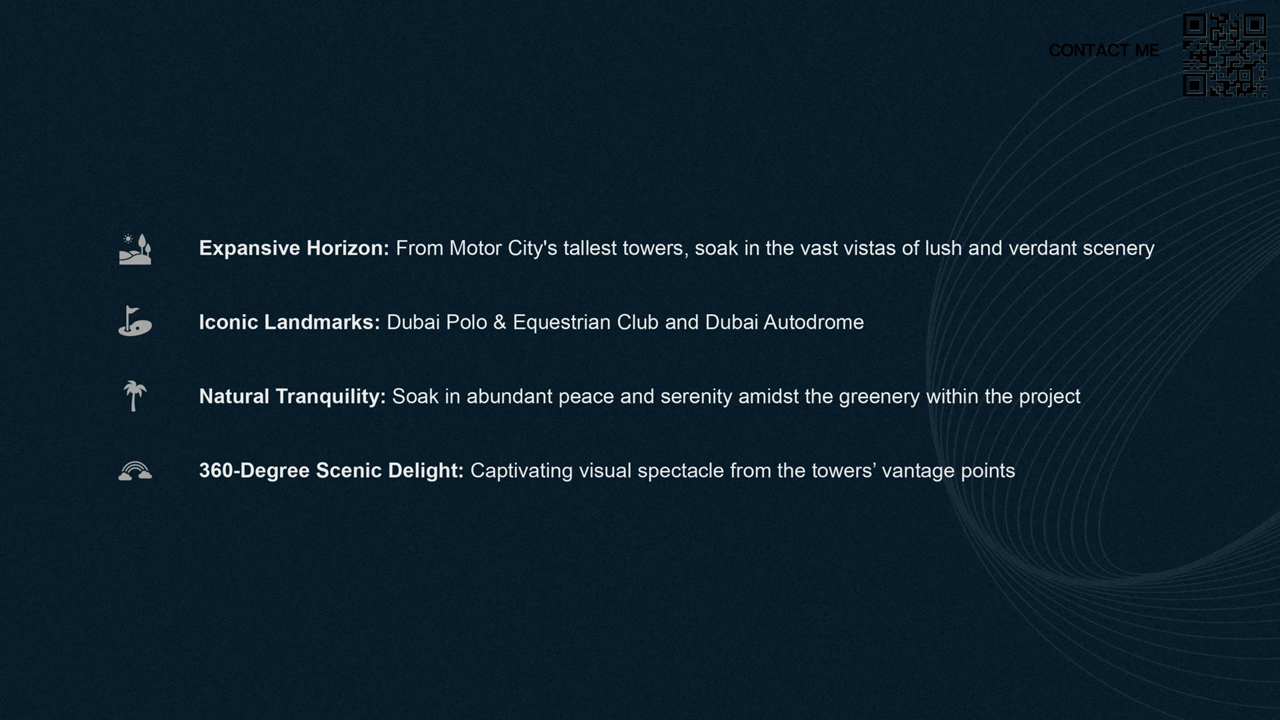 CONTACT ME
Expansive Horizon: From Motor City's tallest towers, soak in the vast vistas of lush and verdant scenery
Iconic Landmarks: Dubai Polo & Equestrian Club and Dubai Autodrome
Natural Tranquility: Soak in abundant peace and serenity amidst the greenery within the project
360-Degree Scenic Delight: Captivating visual spectacle from the towers’ vantage points